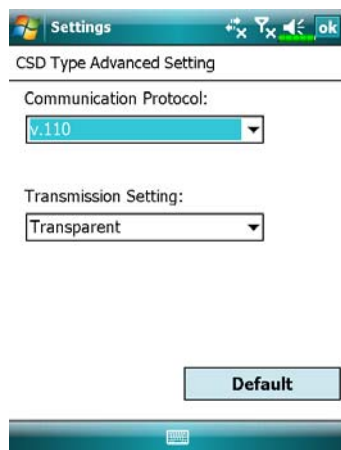 Settings
ok
CSD Type Advanced Setting
Communication Protocol:
v.110
Transmission Setting:
Transparent
Default